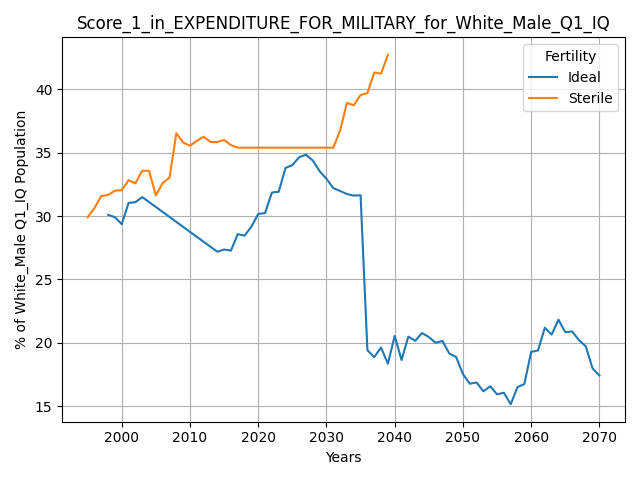 Score_1_in_EXPENDITURE_FOR_MILITARY_for_White_Male_Q1_IQ
Fertility
Ideal
Sterile
% of White_Male Q1_IQ Population
40
35
30
25
20
15
2000 2010 2020 2030 2040 2050 2060 2070
Years